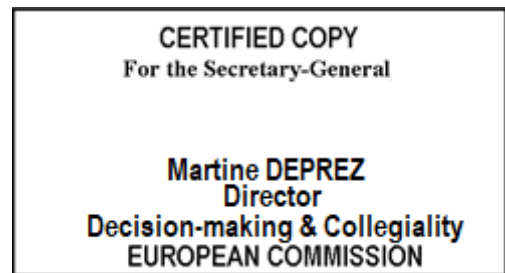 CERTIFIED COPY
For the Secretary-General
Martine DEPREZ
Director
Decision-making & Collegiality
EUROPEAN COMMISSION